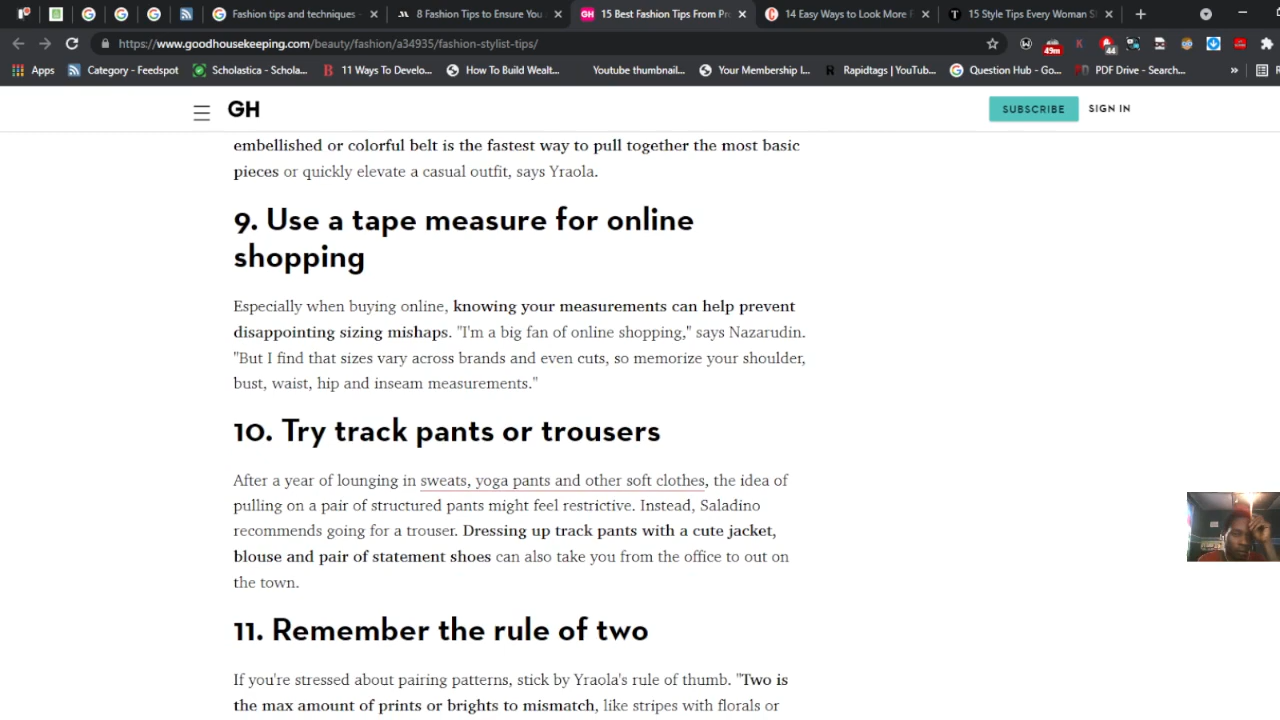 Fashion tips and techniques -
8 Fashion Tips to Ensure You
GH 15 Best Fashion Tips From Pr
14 Easy Ways to Look More F
T 15 Style Tips Every Woman S
https://www.goodhousekeeping.com/beauty/fashion/a34935/fashion-stylist-tips/
49m
K
44
Apps
Category - Feedspot
Scholastica - Schola...
B 11 Ways To Develo...
How To Build Wealt...
Youtube thumbnail...
Your Membership I...
R Rapidtags | YouTub...
Question Hub - Go...
PDF Drive - Search...
»
GH
SUBSCRIBE
SIGN IN
embellished or colorful belt is the fastest way to pull together the most basic
pieces or quickly elevate a casual outfit, says Yraola.
9. Use a tape measure for online
shopping
Especially when buying online, knowing your measurements can help prevent
disappointing sizing mishaps. "I'm a big fan of online shopping," says Nazarudin.
"But I find that sizes vary across brands and even cuts, so memorize your shoulder,
bust, waist, hip and inseam measurements."
10. Try track pants or trousers
After a year of lounging in sweats, yoga pants and other soft clothes, the idea of
pulling on a pair of structured pants might feel restrictive. Instead, Saladino
recommends going for a trouser. Dressing up track pants with a cute jacket,
blouse and pair of statement shoes can also take you from the office to out on
the town.
11. Remember the rule of two
If you're stressed about pairing patterns, stick by Yraola's rule of thumb. "Two is
the max amount of prints or brights to mismatch, like stripes with florals or